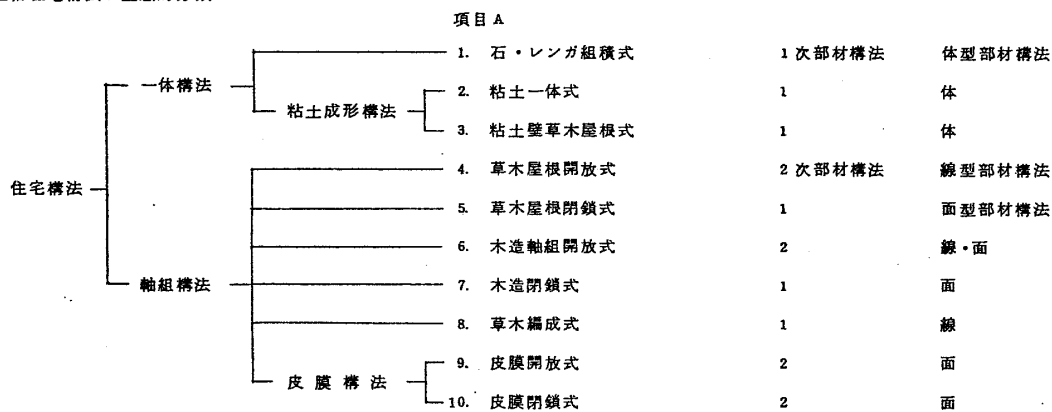 項目A
1. 石・レンガ組積式 1次部材構法 体型部材構法
一体構法
2. 粘土一体式 1 体
粘土成形構法
3. 粘土壁草木屋根式 1 体
4. 草木屋根開放式 2次部材構法 線型部材構法
住宅構法
5. 草木屋根閉鎖式 1 面型部材構法
6. 木造軸組開放式 2 線・面
軸組構法
7. 木造閉鎖式 1 面
8. 草木編成式 1 線
9. 皮膜開放式 2 面
皮膜構法
10. 皮膜閉鎖式 2 面